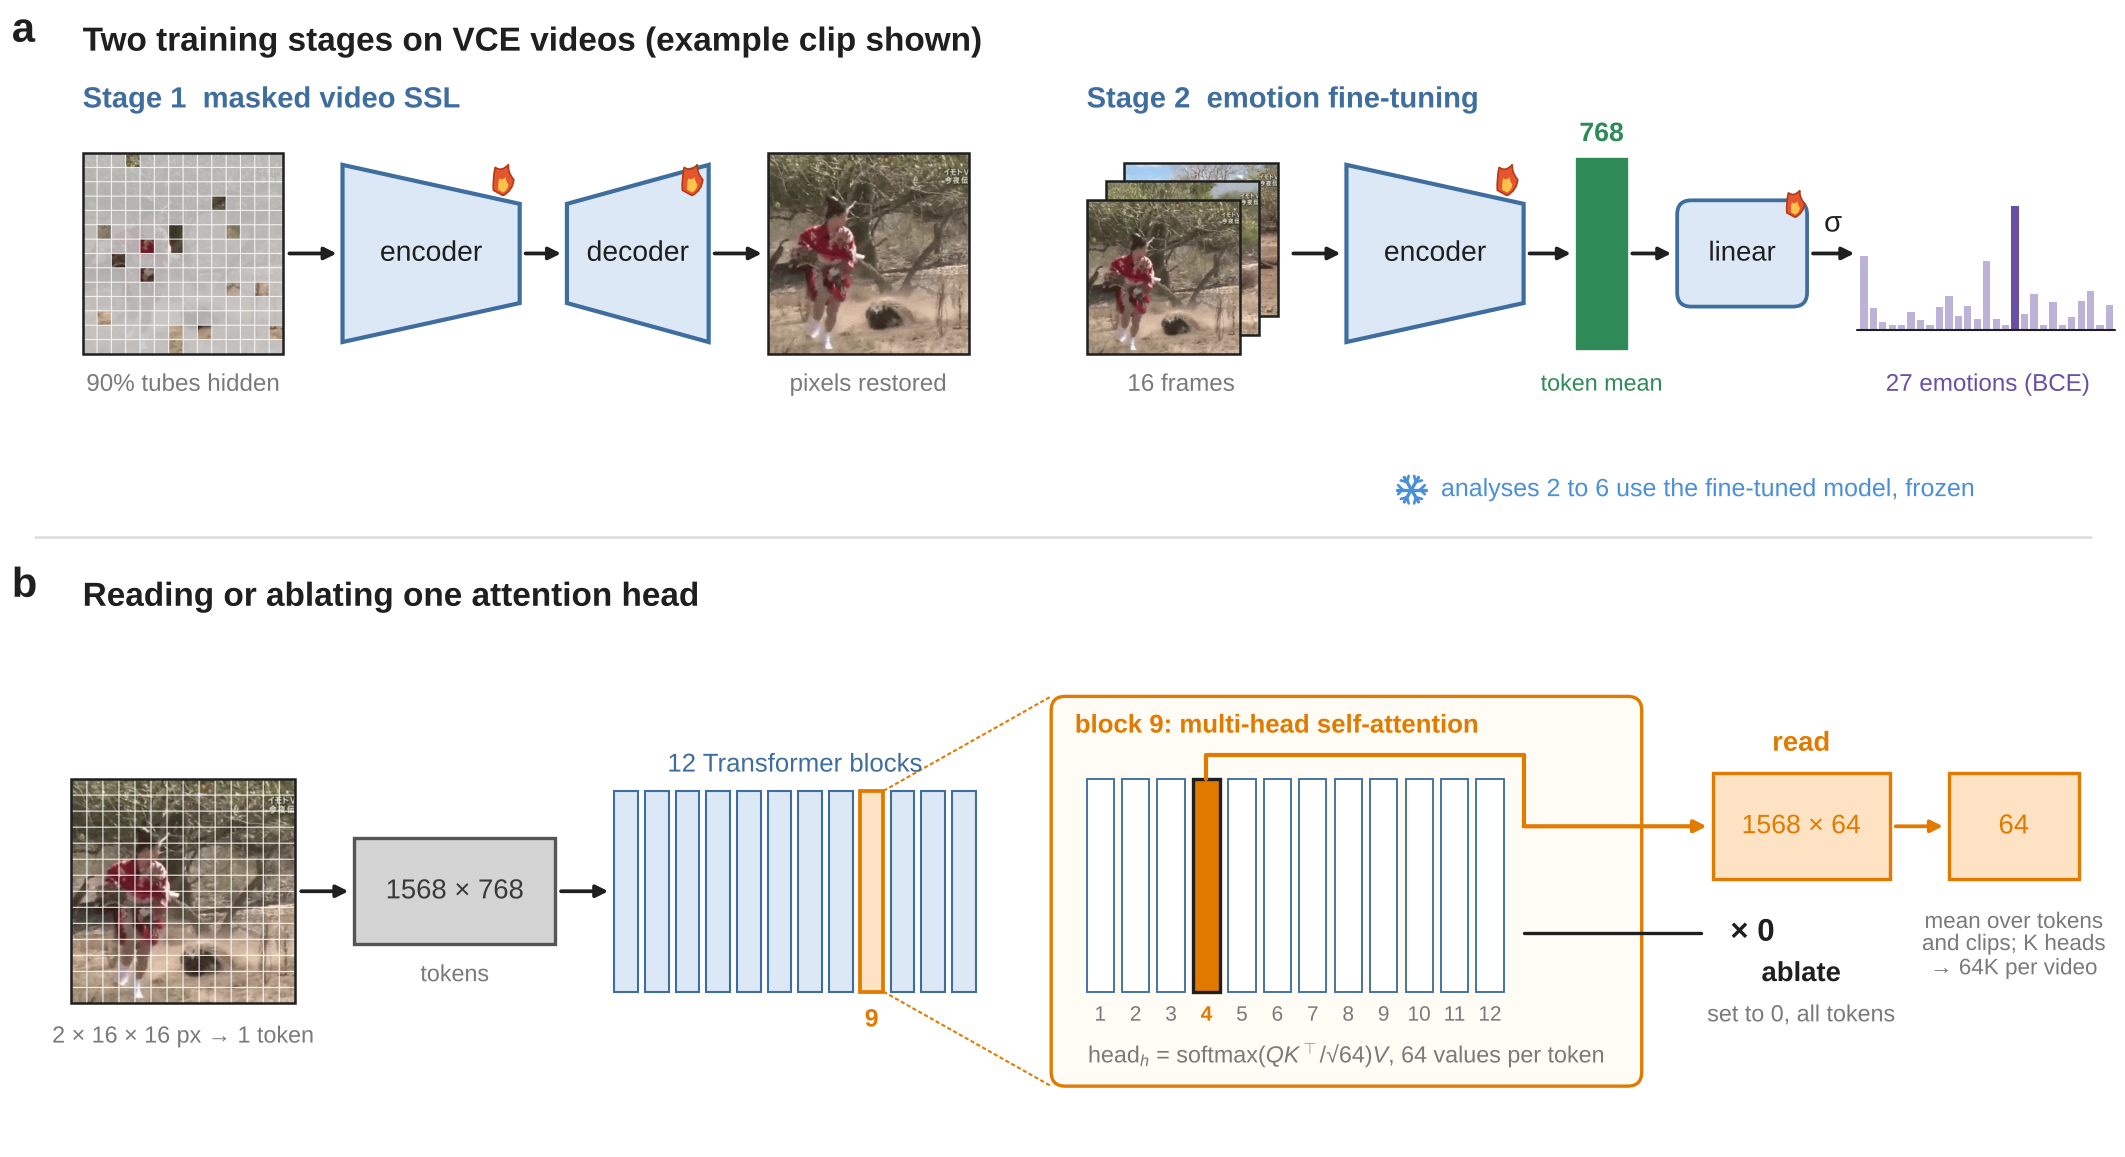 a
Two training stages on VCE videos (example clip shown)
Stage 1 masked video SSL
Stage 2 emotion fine-tuning
768
encoder
decoder
encoder
linear
σ
90% tubes hidden
pixels restored
16 frames
token mean
27 emotions (BCE)
analyses 2 to 6 use the fine-tuned model, frozen
b
Reading or ablating one attention head
block 9: multi-head self-attention
read
12 Transformer blocks
1568 × 768
tokens
2 × 16 × 16 px → 1 token
9
1 2 3 4 5 6 7 8 9 10 11 12
head_h = softmax(QK⊤/√64)V, 64 values per token
1568 × 64
64
× 0
ablate
set to 0, all tokens
mean over tokens
and clips; K heads
→ 64K per video